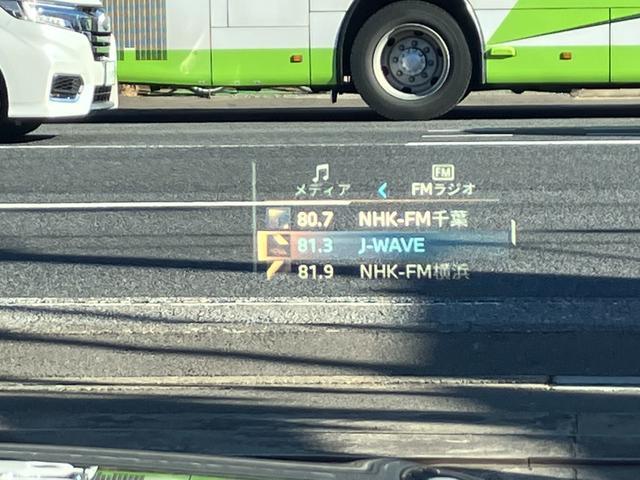 メディア FMラジオ
80.7 NHK-FM千葉
81.3 J-WAVE
81.9 NHK-FM横浜